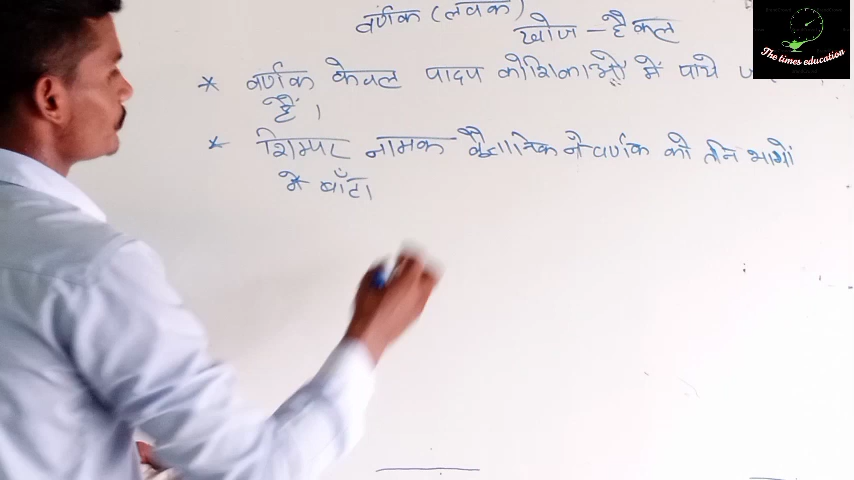 वर्णक (लवक)
खोज - हैकल
* वर्णक केवल पादप कोशिकाओं में पाये
हैं।
* शिम्पर नामक वैज्ञानिक ने वर्णक को तीन भागों
में बाँटा
The times education